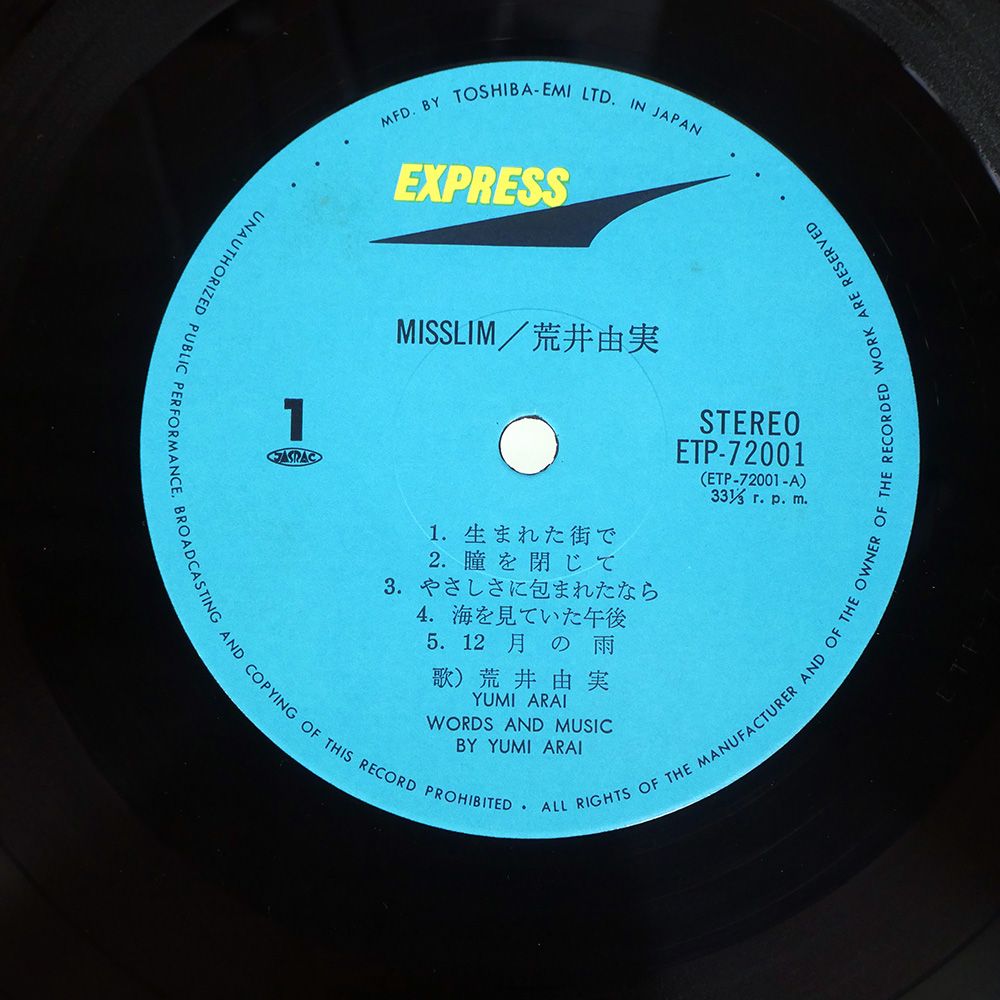 MFD. BY TOSHIBA-EMI LTD. IN JAPAN
EXPRESS
MISSLIM／荒井由実
1
JASRAC
STEREO
ETP-72001
(ETP-72001-A)
33⅓ r. p. m.
1. 生まれた街で
2. 瞳を閉じて
3. やさしさに包まれたなら
4. 海を見ていた午後
5. 12月の雨
歌）荒井由実
YUMI ARAI
WORDS AND MUSIC
BY YUMI ARAI
UNAUTHORIZED PUBLIC PERFORMANCE, BROADCASTING AND COPYING OF THIS RECORD PROHIBITED • ALL RIGHTS OF THE MANUFACTURER AND OF THE OWNER OF THE RECORDED WORK ARE RESERVED